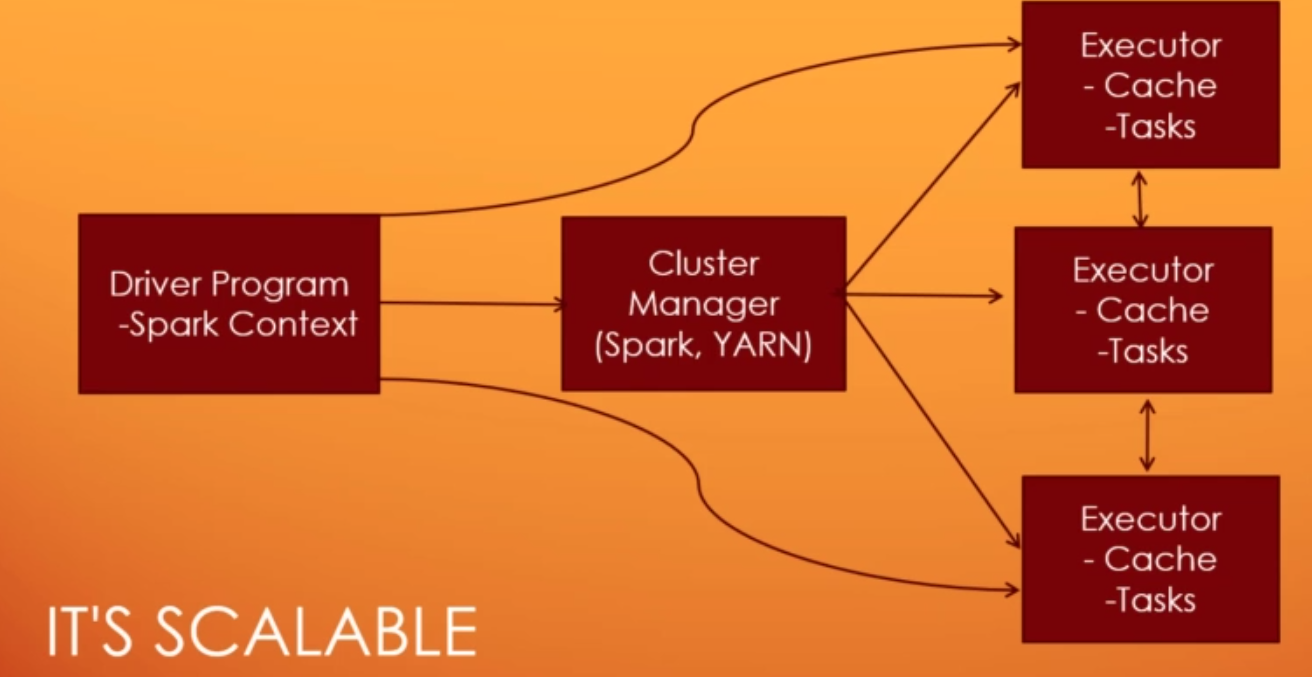 Driver Program
-Spark Context
Cluster
Manager
(Spark, YARN)
Executor
- Cache
-Tasks
Executor
- Cache
-Tasks
Executor
- Cache
-Tasks
IT'S SCALABLE